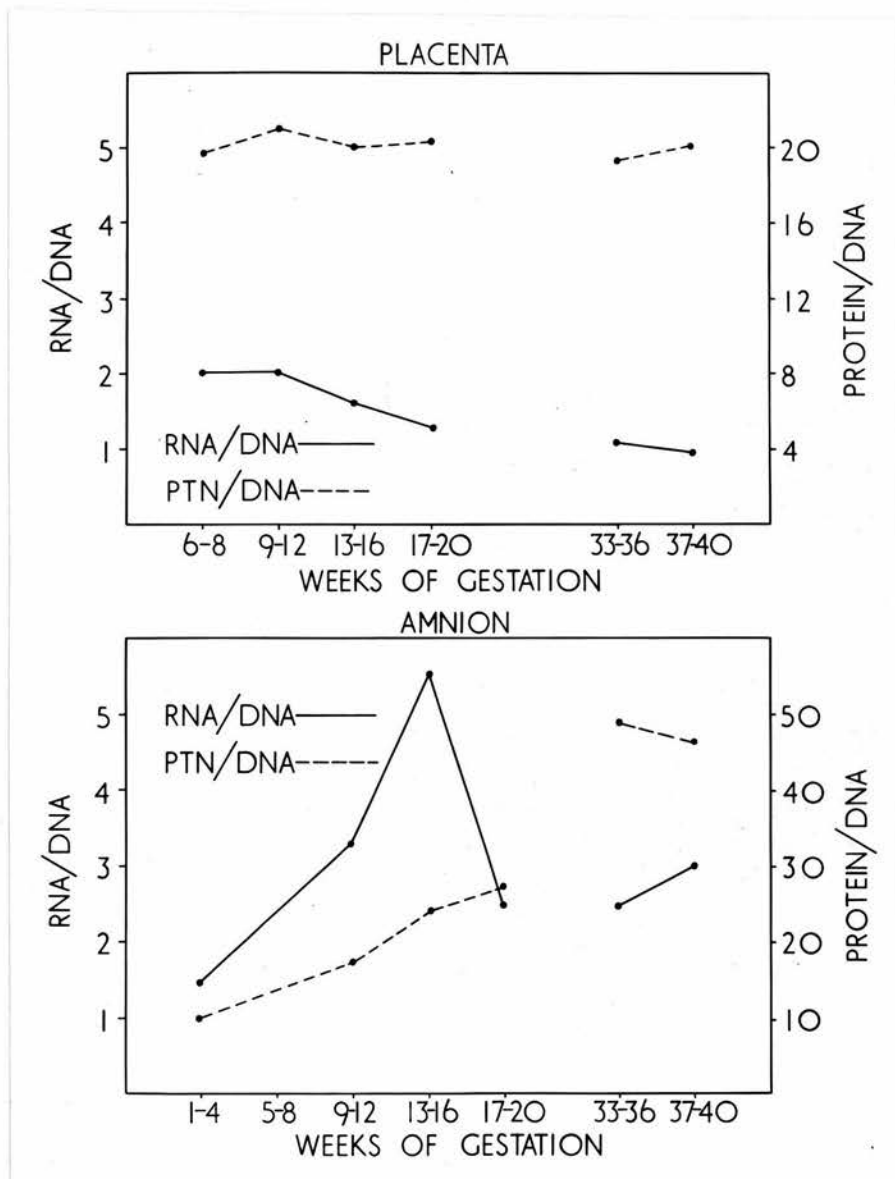 PLACENTA
5
4
3
2
1
RNA/DNA
20
16
12
8
4
PROTEIN/DNA
RNA/DNA
PTN/DNA
6-8 9-12 13-16 17-20 33-36 37-40
WEEKS OF GESTATION
AMNION
5
4
3
2
1
RNA/DNA
50
40
30
20
10
PROTEIN/DNA
RNA/DNA
PTN/DNA
1-4 5-8 9-12 13-16 17-20 33-36 37-40
WEEKS OF GESTATION